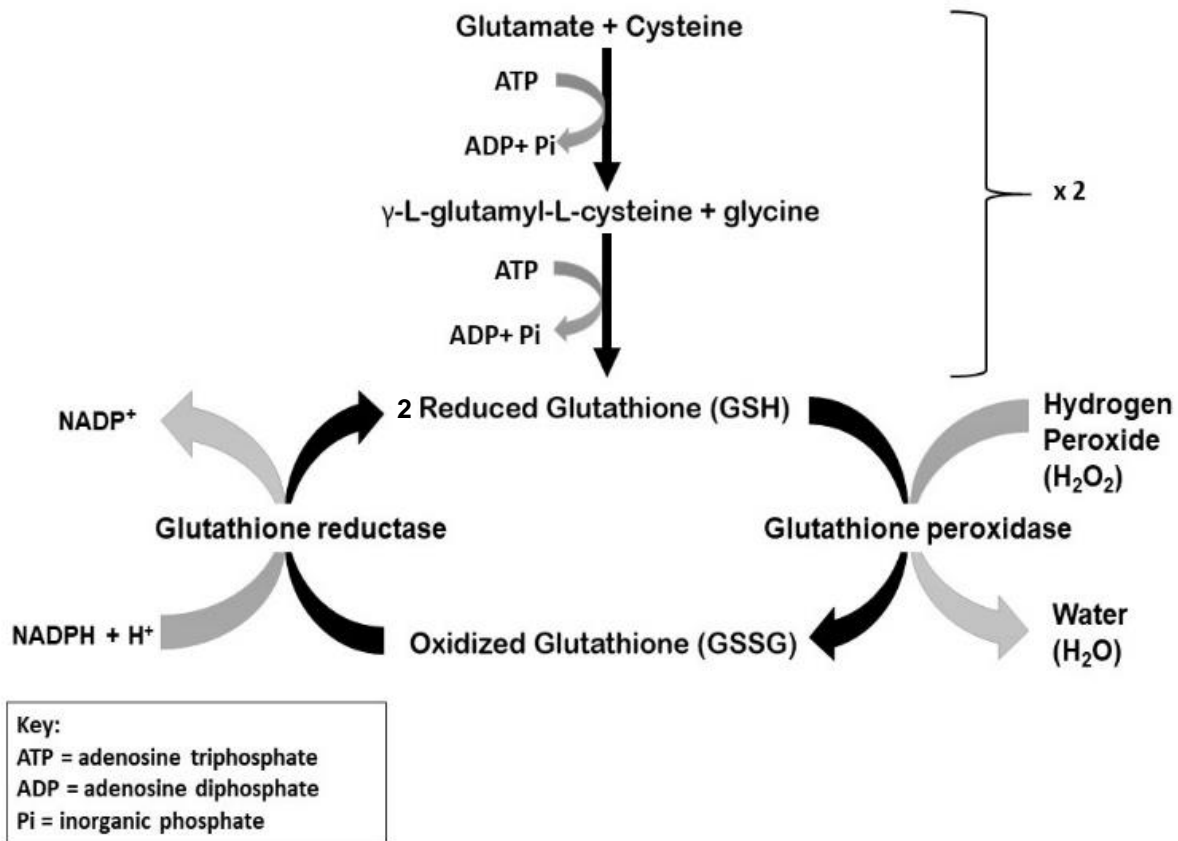 Glutamate + Cysteine
ATP
ADP+ Pi
x 2
γ-L-glutamyl-L-cysteine + glycine
ATP
ADP+ Pi
NADP⁺
2 Reduced Glutathione (GSH)
Hydrogen
Peroxide
(H₂O₂)
Glutathione reductase
Glutathione peroxidase
NADPH + H⁺
Oxidized Glutathione (GSSG)
Water
(H₂O)
Key:
ATP = adenosine triphosphate
ADP = adenosine diphosphate
Pi = inorganic phosphate